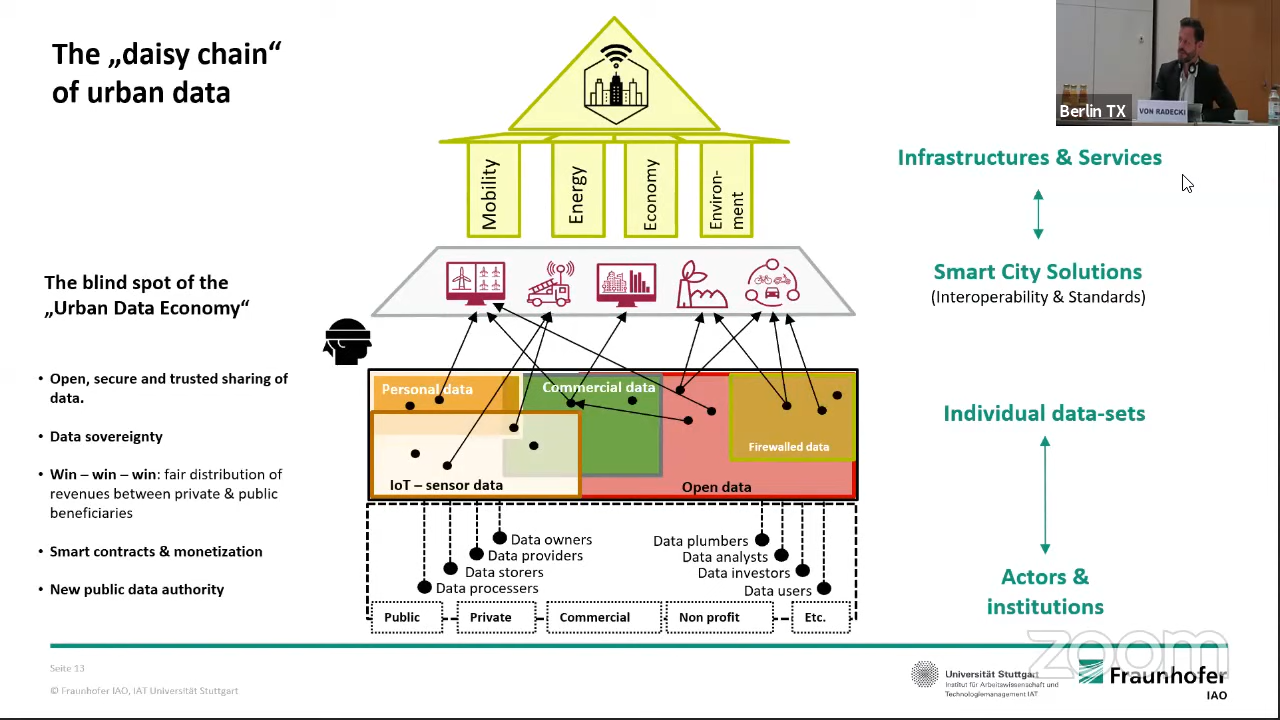 The „daisy chain“
of urban data
Berlin TX
VON RADECKI
Mobility
Energy
Economy
Environ-
ment
Infrastructures & Services
Smart City Solutions
(Interoperability & Standards)
Individual data-sets
Actors &
institutions
The blind spot of the
„Urban Data Economy“
• Open, secure and trusted sharing of
data.
• Data sovereignty
• Win – win – win: fair distribution of
revenues between private & public
beneficiaries
• Smart contracts & monetization
• New public data authority
Personal data
Commercial data
Firewalled data
IoT – sensor data
Open data
Data owners
Data providers
Data storers
Data processers
Data plumbers
Data analysts
Data investors
Data users
Public
Private
Commercial
Non profit
Etc.
zoom
Seite 13
© Fraunhofer IAO, IAT Universität Stuttgart
Universität Stuttgart
Institut für Arbeitswissenschaft und
Technologiemanagement IAT
Fraunhofer
IAO